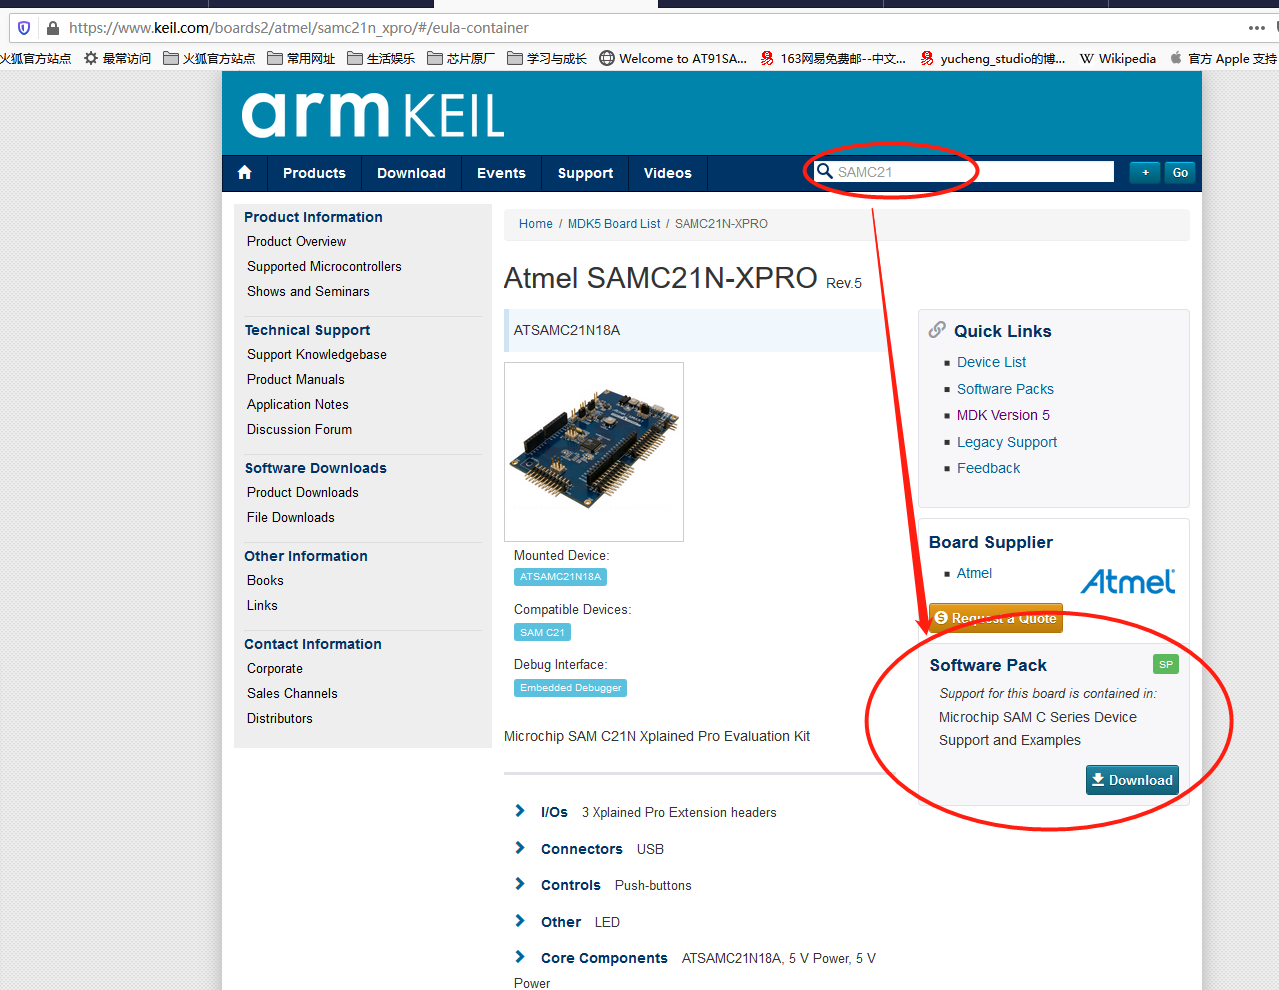 https://www.keil.com/boards2/atmel/samc21n_xpro/#/eula-container
火狐官方站点 最常访问 火狐官方站点 常用网址 生活娱乐 芯片原厂 学习与成长 Welcome to AT91SA... 163网易免费邮--中文... yucheng_studio的博... Wikipedia 官方 Apple 支持
arm KEIL
Products Download Events Support Videos SAMC21 + Go
Home / MDK5 Board List / SAMC21N-XPRO
Product Information
Product Overview
Supported Microcontrollers
Shows and Seminars
Technical Support
Support Knowledgebase
Product Manuals
Application Notes
Discussion Forum
Software Downloads
Product Downloads
File Downloads
Other Information
Books
Links
Contact Information
Corporate
Sales Channels
Distributors
Atmel SAMC21N-XPRO Rev.5
ATSAMC21N18A
Mounted Device:
ATSAMC21N18A
Compatible Devices:
SAM C21
Debug Interface:
Embedded Debugger
Microchip SAM C21N Xplained Pro Evaluation Kit
I/Os 3 Xplained Pro Extension headers
Connectors USB
Controls Push-buttons
Other LED
Core Components ATSAMC21N18A, 5 V Power, 5 V
Power
Quick Links
Device List
Software Packs
MDK Version 5
Legacy Support
Feedback
Board Supplier
Atmel
Atmel
Request a Quote
Software Pack SP
Support for this board is contained in:
Microchip SAM C Series Device
Support and Examples
Download